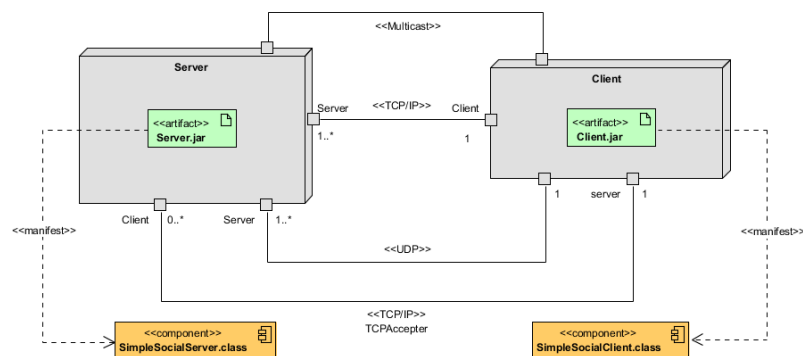 <<Multicast>>
Server
Client
<<artifact>>
Server.jar
Server
<<TCP/IP>>
Client
1..*
1
<<artifact>>
Client.jar
Client
0..*
Server
1..*
1
server
1
<<manifest>>
<<manifest>>
<<UDP>>
<<TCP/IP>>
TCPAccepter
<<component>>
SimpleSocialServer.class
<<component>>
SimpleSocialClient.class